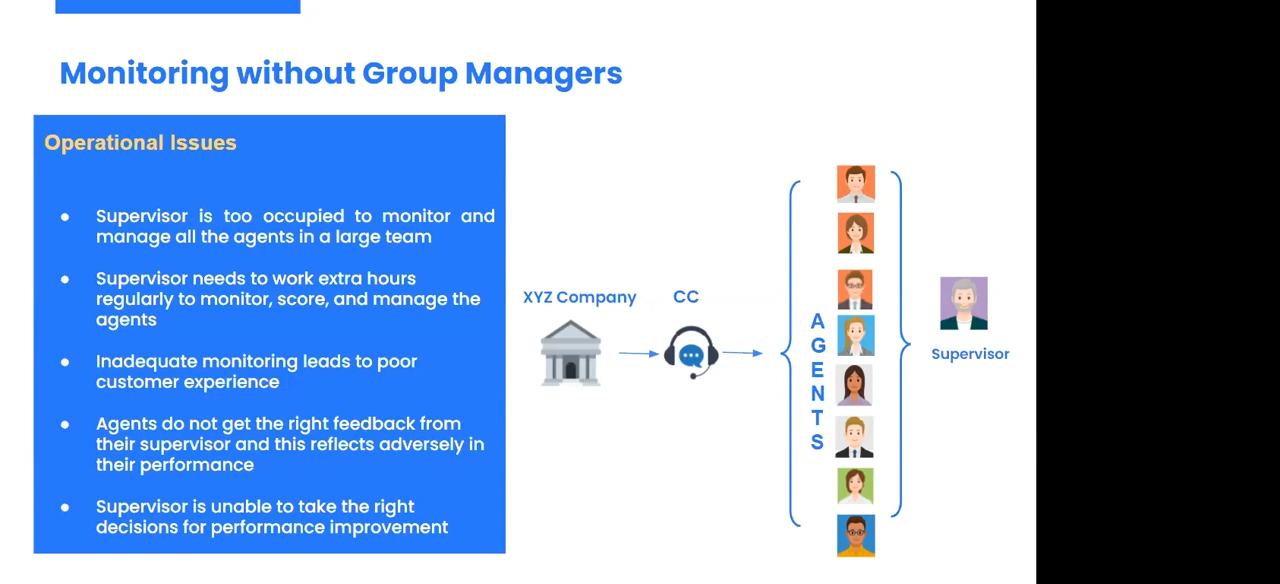 Monitoring without Group Managers
Operational Issues
● Supervisor is too occupied to monitor and
manage all the agents in a large team
● Supervisor needs to work extra hours
regularly to monitor, score, and manage the
agents
● Inadequate monitoring leads to poor
customer experience
● Agents do not get the right feedback from
their supervisor and this reflects adversely in
their performance
● Supervisor is unable to take the right
decisions for performance improvement
XYZ Company
CC
AGENTS
Supervisor